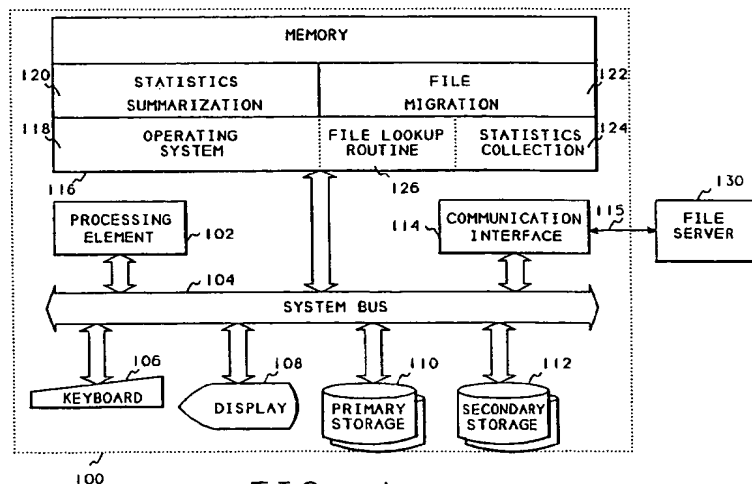 MEMORY
120
STATISTICS
SUMMARIZATION
FILE
MIGRATION
122
118
OPERATING
SYSTEM
FILE LOOKUP
ROUTINE
STATISTICS
COLLECTION
124
116
126
130
PROCESSING
ELEMENT
102
114
COMMUNICATION
INTERFACE
115
FILE
SERVER
104
SYSTEM BUS
106
KEYBOARD
108
DISPLAY
110
PRIMARY
STORAGE
112
SECONDARY
STORAGE
100